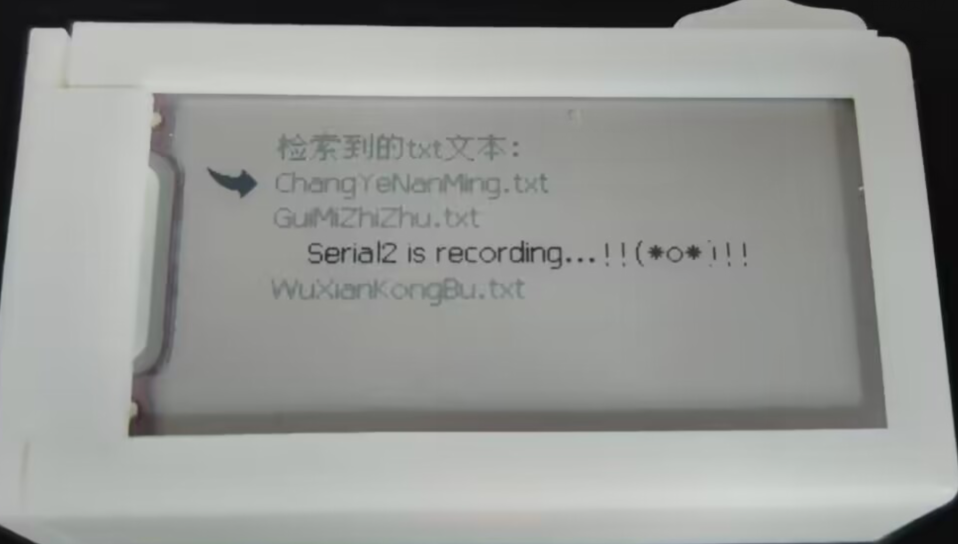 检索到的txt文本:
ChangYeNanMing.txt
GuiMiZhiZhu.txt
Serial2 is recording...!!(*o*)!!
WuXianKongBu.txt